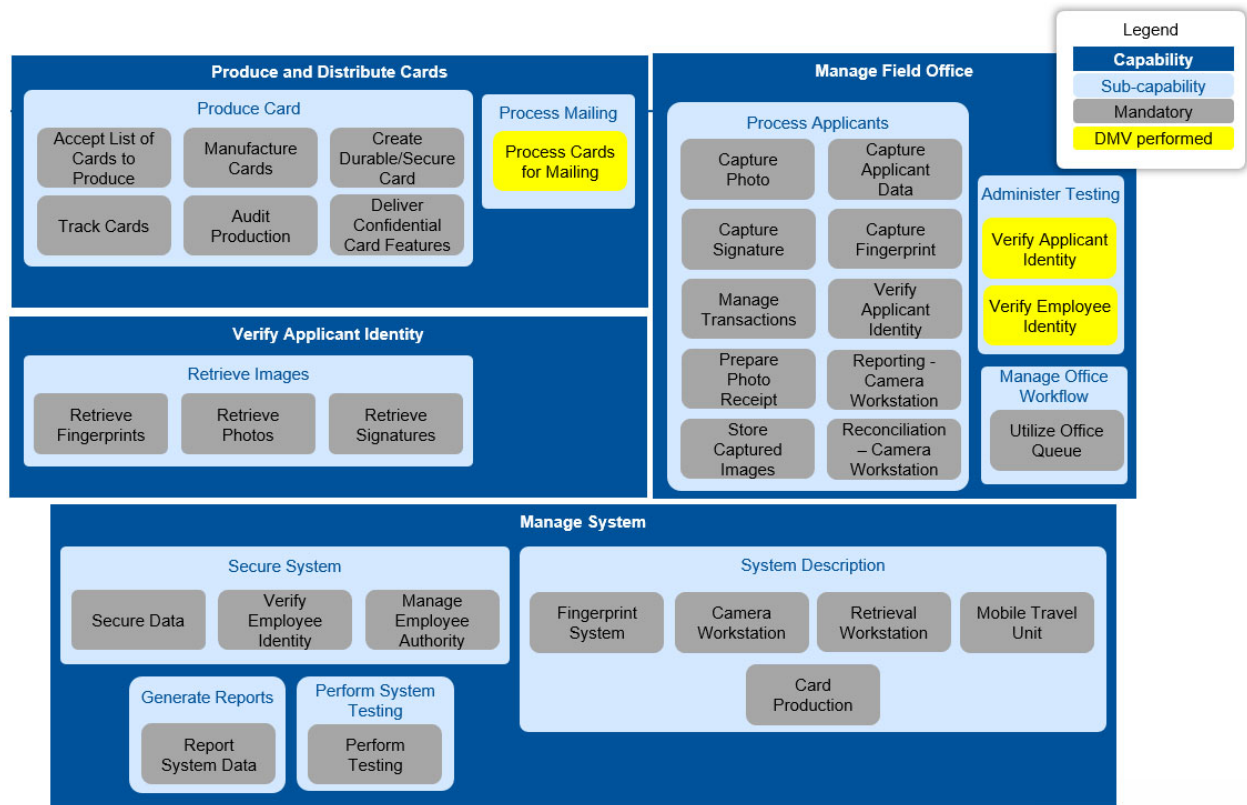 Legend
Capability
Sub-capability
Mandatory
DMV performed
Produce and Distribute Cards
Produce Card
Accept List of
Cards to
Produce
Manufacture
Cards
Create
Durable/Secure
Card
Track Cards
Audit
Production
Deliver
Confidential
Card Features
Process Mailing
Process Cards
for Mailing
Manage Field Office
Process Applicants
Capture
Photo
Capture
Applicant
Data
Capture
Signature
Capture
Fingerprint
Manage
Transactions
Verify
Applicant
Identity
Prepare
Photo
Receipt
Reporting -
Camera
Workstation
Store
Captured
Images
Reconciliation
– Camera
Workstation
Administer Testing
Verify Applicant
Identity
Verify Employee
Identity
Manage Office
Workflow
Utilize Office
Queue
Verify Applicant Identity
Retrieve Images
Retrieve
Fingerprints
Retrieve
Photos
Retrieve
Signatures
Manage System
Secure System
Secure Data
Verify
Employee
Identity
Manage
Employee
Authority
System Description
Fingerprint
System
Camera
Workstation
Retrieval
Workstation
Mobile Travel
Unit
Card
Production
Generate Reports
Report
System Data
Perform System
Testing
Perform
Testing